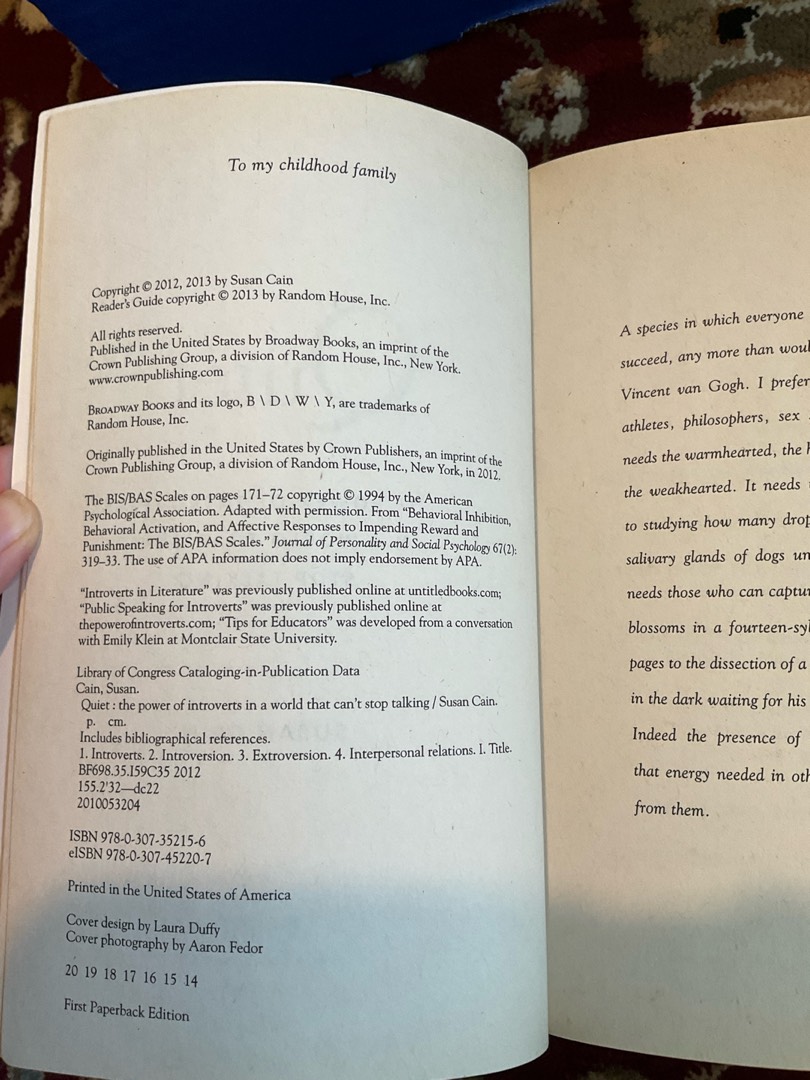 To my childhood family
Copyright © 2012, 2013 by Susan Cain
Reader's Guide copyright © 2013 by Random House, Inc.
All rights reserved.
Published in the United States by Broadway Books, an imprint of the
Crown Publishing Group, a division of Random House, Inc., New York.
www.crownpublishing.com
BROADWAY BOOKS and its logo, B \ D \ W \ Y, are trademarks of
Random House, Inc.
Originally published in the United States by Crown Publishers, an imprint of the
Crown Publishing Group, a division of Random House, Inc., New York, in 2012.
The BIS/BAS Scales on pages 171–72 copyright © 1994 by the American
Psychological Association. Adapted with permission. From “Behavioral Inhibition,
Behavioral Activation, and Affective Responses to Impending Reward and
Punishment: The BIS/BAS Scales.” Journal of Personality and Social Psychology 67(2):
319–33. The use of APA information does not imply endorsement by APA.
“Introverts in Literature” was previously published online at untitledbooks.com;
“Public Speaking for Introverts” was previously published online at
thepowerofintroverts.com; “Tips for Educators” was developed from a conversation
with Emily Klein at Montclair State University.
Library of Congress Cataloging-in-Publication Data
Cain, Susan.
Quiet : the power of introverts in a world that can't stop talking / Susan Cain.
p. cm.
Includes bibliographical references.
1. Introverts. 2. Introversion. 3. Extroversion. 4. Interpersonal relations. I. Title.
BF698.35.I59C35 2012
155.2'32—dc22
2010053204
ISBN 978-0-307-35215-6
eISBN 978-0-307-45220-7
Printed in the United States of America
Cover design by Laura Duffy
Cover photography by Aaron Fedor
20 19 18 17 16 15 14
First Paperback Edition
A species in which everyone
succeed, any more than
Vincent van Gogh. I prefer
athletes, philosophers, sex
needs the warmhearted, the
the weakhearted. It needs
to studying how many
salivary glands of dogs
needs those who can
blossoms in a
pages to the dissection of a
in the dark waiting for his
Indeed the presence of
that energy needed in
from them.